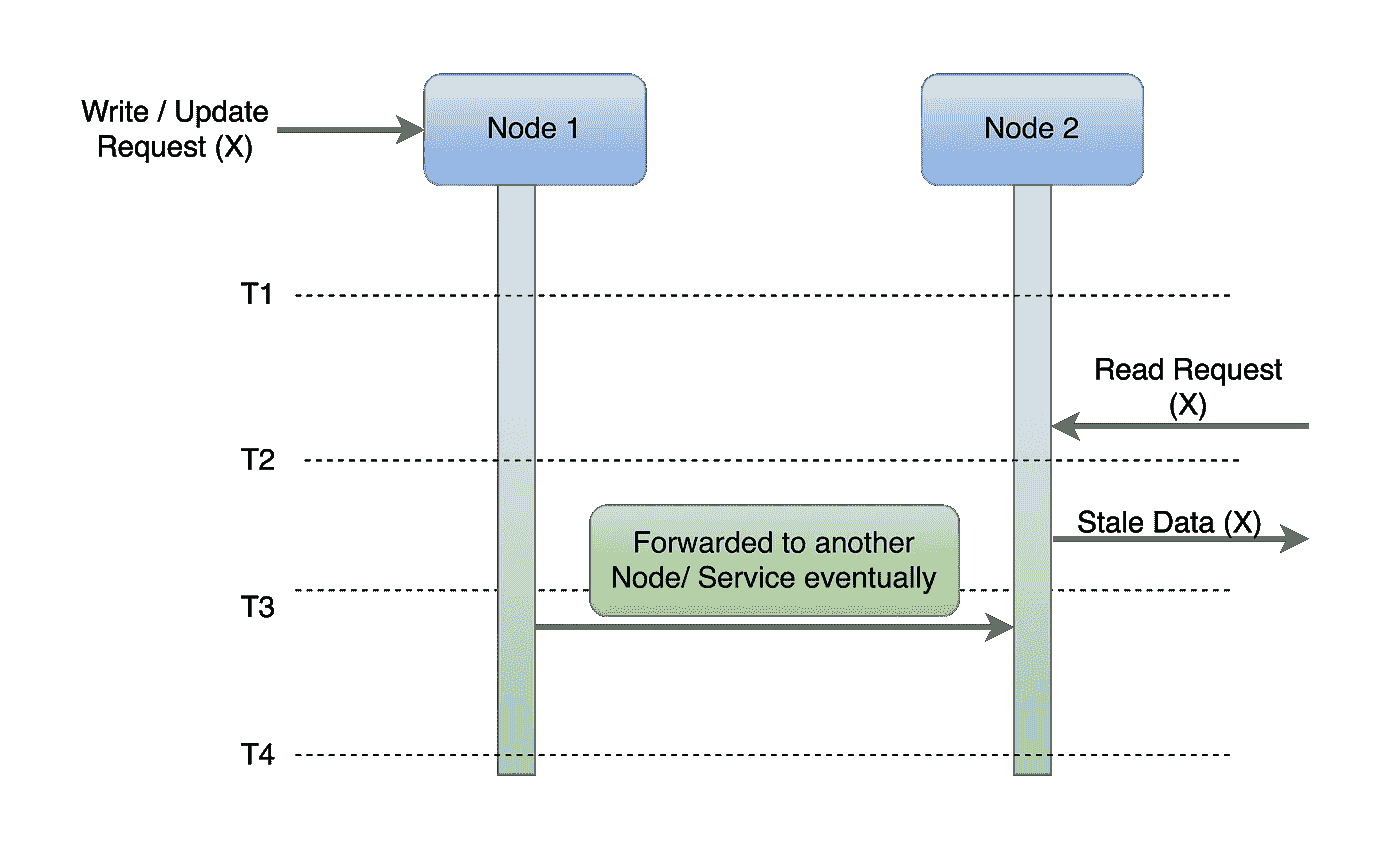 Write / Update
Request (X)
Node 1
Node 2
T1
Read Request
(X)
T2
Stale Data (X)
Forwarded to another
Node/ Service eventually
T3
T4